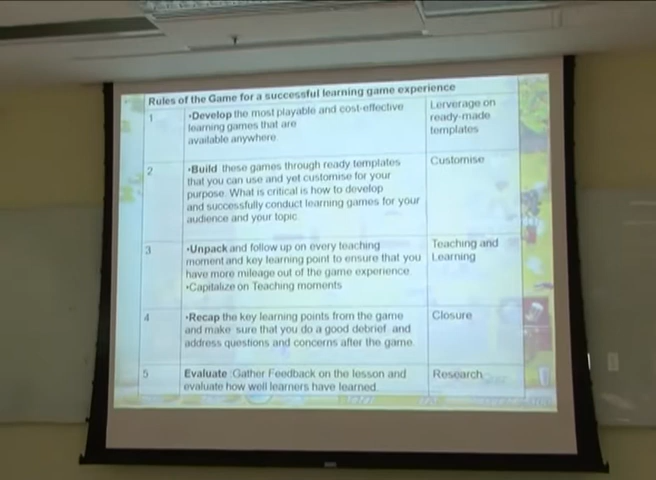 Rules of the Game for a successful learning game experience
1
•Develop the most playable and cost-effective
learning games that are
available anywhere
Lerverage on
ready-made
templates
2
•Build these games through ready templates
that you can use and yet customise for your
purpose. What is critical is how to develop
and successfully conduct learning games for your
audience and your topic
Customise
3
•Unpack and follow up on every teaching
moment and key learning point to ensure that you
have more mileage out of the game experience
•Capitalize on Teaching moments
Teaching and
Learning
4
•Recap the key learning points from the game
and make sure that you do a good debrief and
address questions and concerns after the game.
Closure
5
Evaluate :Gather Feedback on the lesson and
evaluate how well learners have learned.
Research